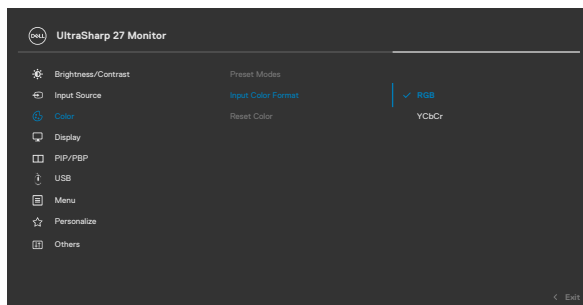 DELL UltraSharp 27 Monitor
Brightness/Contrast Preset Modes
Input Source Input Color Format RGB
Color Reset Color YCbCr
Display
PIP/PBP
USB
Menu
Personalize
Others
Exit